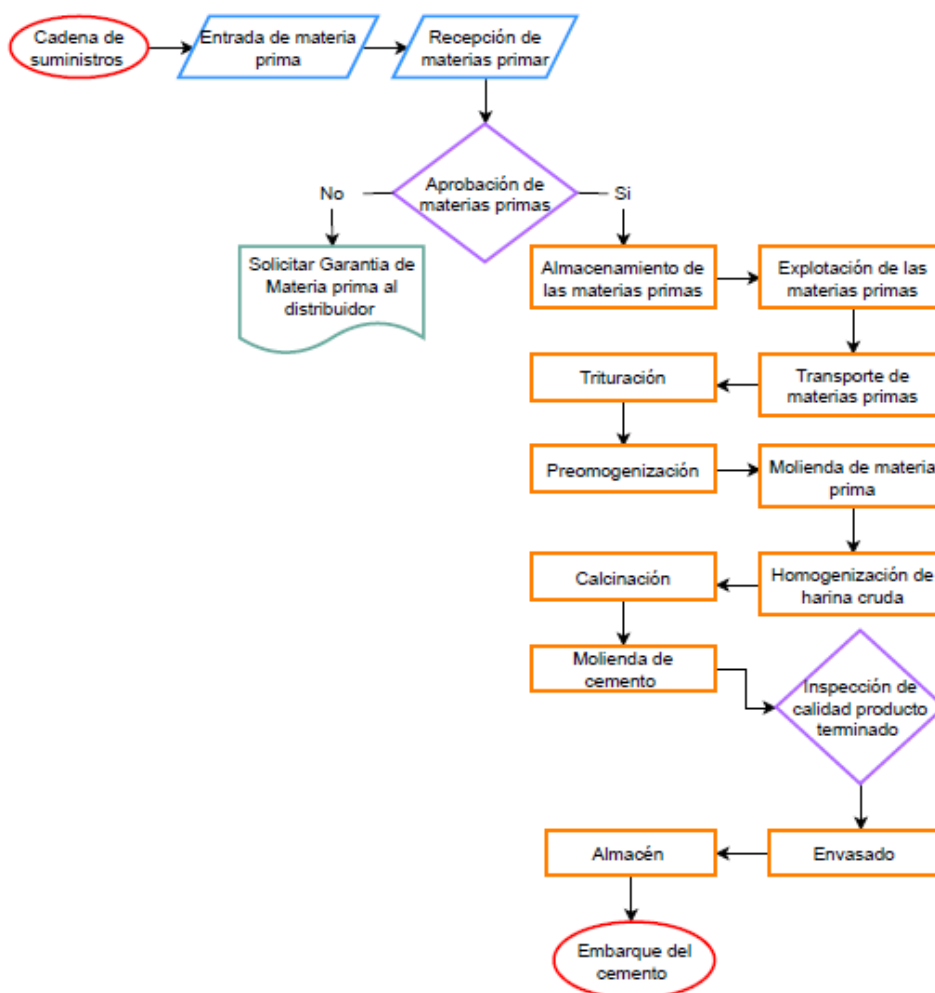 Cadena de
suministros
Entrada de materia
prima
Recepción de
materias primar
Aprobación de
materias primas
No
Si
Solicitar Garantia de
Materia prima al
distribuidor
Almacenamiento de
las materias primas
Explotación de las
materias primas
Trituración
Transporte de
materias primas
Preomogenización
Molienda de materia
prima
Calcinación
Homogenización de
harina cruda
Molienda de
cemento
Inspección de
calidad producto
terminado
Almacén
Envasado
Embarque del
cemento